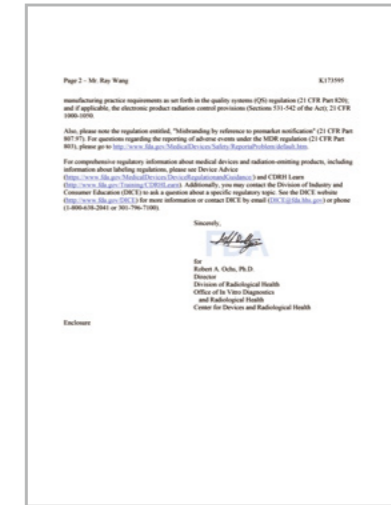 Page 2 – Mr. Ray Wang K173595
manufacturing practice requirements as set forth in the quality systems (QS) regulation (21 CFR Part 820);
and if applicable, the electronic product radiation control provisions (Sections 531-542 of the Act); 21 CFR
1000-1050.
Also, please note the regulation entitled, "Misbranding by reference to premarket notification" (21 CFR Part
807.97). For questions regarding the reporting of adverse events under the MDR regulation (21 CFR Part
803), please go to http://www.fda.gov/MedicalDevices/Safety/ReportaProblem/default.htm.
For comprehensive regulatory information about medical devices and radiation-emitting products, including
information about labeling regulations, please see Device Advice
(https://www.fda.gov/MedicalDevices/DeviceRegulationandGuidance/) and CDRH Learn
(http://www.fda.gov/Training/CDRHLearn). Additionally, you may contact the Division of Industry and
Consumer Education (DICE) to ask a question about a specific regulatory topic. See the DICE website
(http://www.fda.gov/DICE) for more information or contact DICE by email (DICE@fda.hhs.gov) or phone
(1-800-638-2041 or 301-796-7100).
Sincerely,
FDA
for
Robert A. Ochs, Ph.D.
Director
Division of Radiological Health
Office of In Vitro Diagnostics
and Radiological Health
Center for Devices and Radiological Health
Enclosure